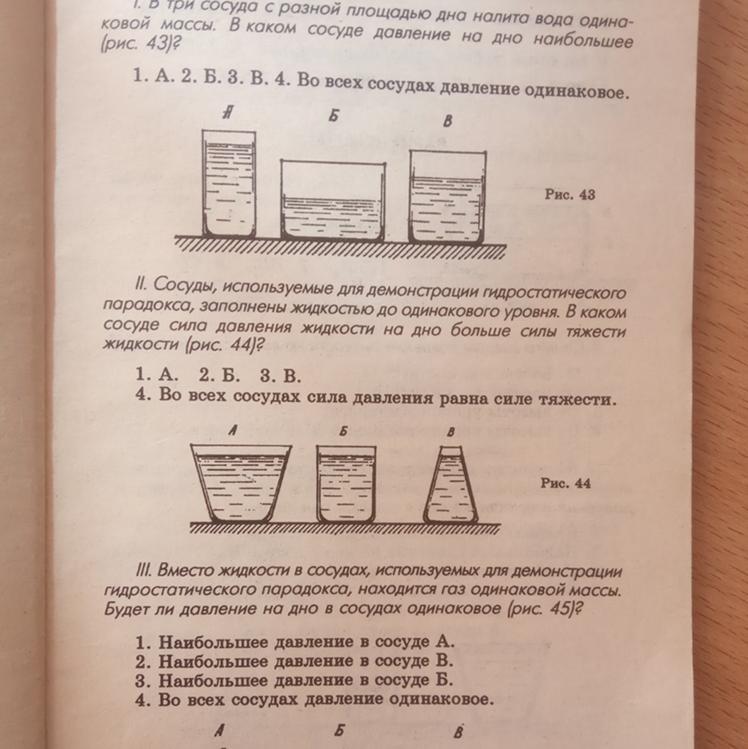 I. В три сосуда с разной площадью дна налита вода одина-
ковой массы. В каком сосуде давление на дно наибольшее
(рис. 43)?
1. А. 2. Б. 3. В. 4. Во всех сосудах давление одинаковое.
А Б В
Рис. 43
II. Сосуды, используемые для демонстрации гидростатического
парадокса, заполнены жидкостью до одинакового уровня. В каком
сосуде сила давления жидкости на дно больше силы тяжести
жидкости (рис. 44)?
1. А. 2. Б. 3. В.
4. Во всех сосудах сила давления равна силе тяжести.
А Б В
Рис. 44
III. Вместо жидкости в сосудах, используемых для демонстрации
гидростатического парадокса, находится газ одинаковой массы.
Будет ли давление на дно в сосудах одинаковое (рис. 45)?
1. Наибольшее давление в сосуде А.
2. Наибольшее давление в сосуде В.
3. Наибольшее давление в сосуде Б.
4. Во всех сосудах давление одинаковое.
А Б В